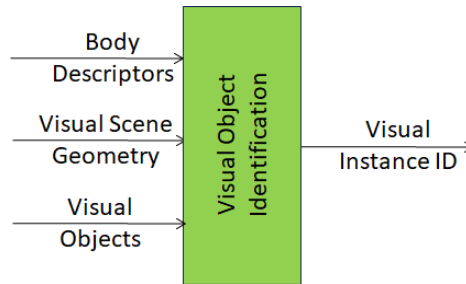 Body
Descriptors
Visual Scene
Geometry
Visual
Objects
Visual Object
Identification
Visual
Instance ID